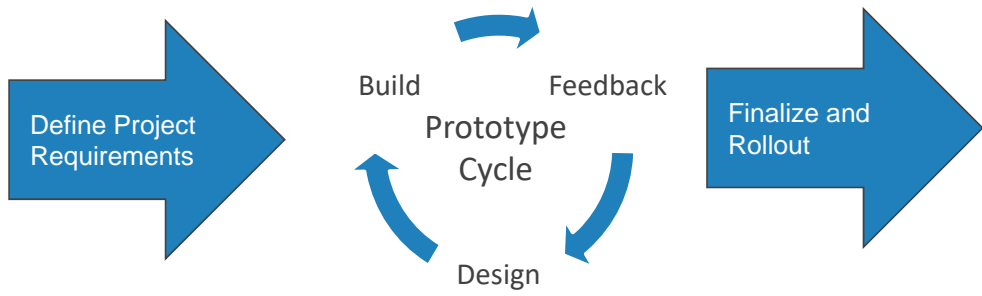 Define Project
Requirements
Build
Feedback
Prototype
Cycle
Design
Finalize and
Rollout